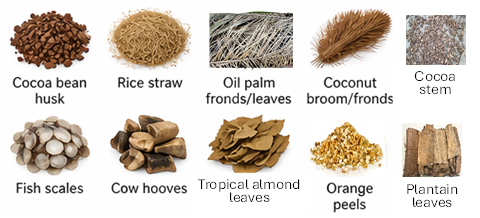 Cocoa bean
husk
Rice straw
Oil palm
fronds/leaves
Coconut
broom/fronds
Cocoa
stem
Fish scales
Cow hooves
Tropical almond
leaves
Orange
peels
Plantain
leaves